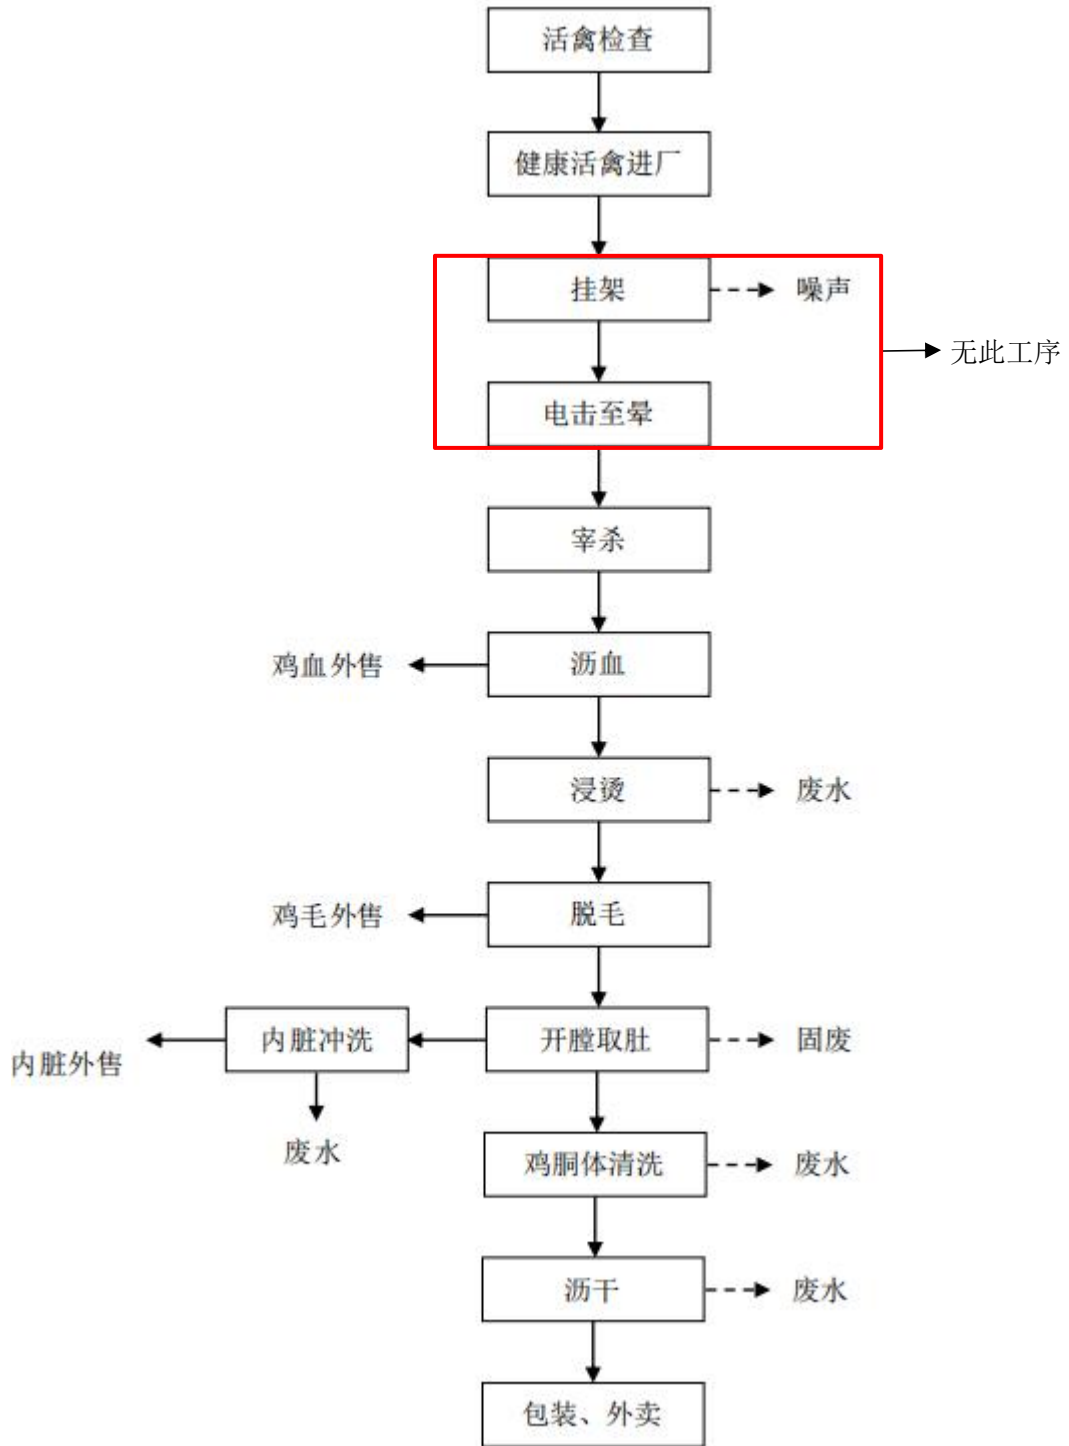 活禽检查
健康活禽进厂
挂架
噪声
无此工序
电击至晕
宰杀
鸡血外售
沥血
浸烫
废水
鸡毛外售
脱毛
内脏外售
内脏冲洗
开膛取肚
固废
废水
鸡胴体清洗
废水
沥干
废水
包装、外卖